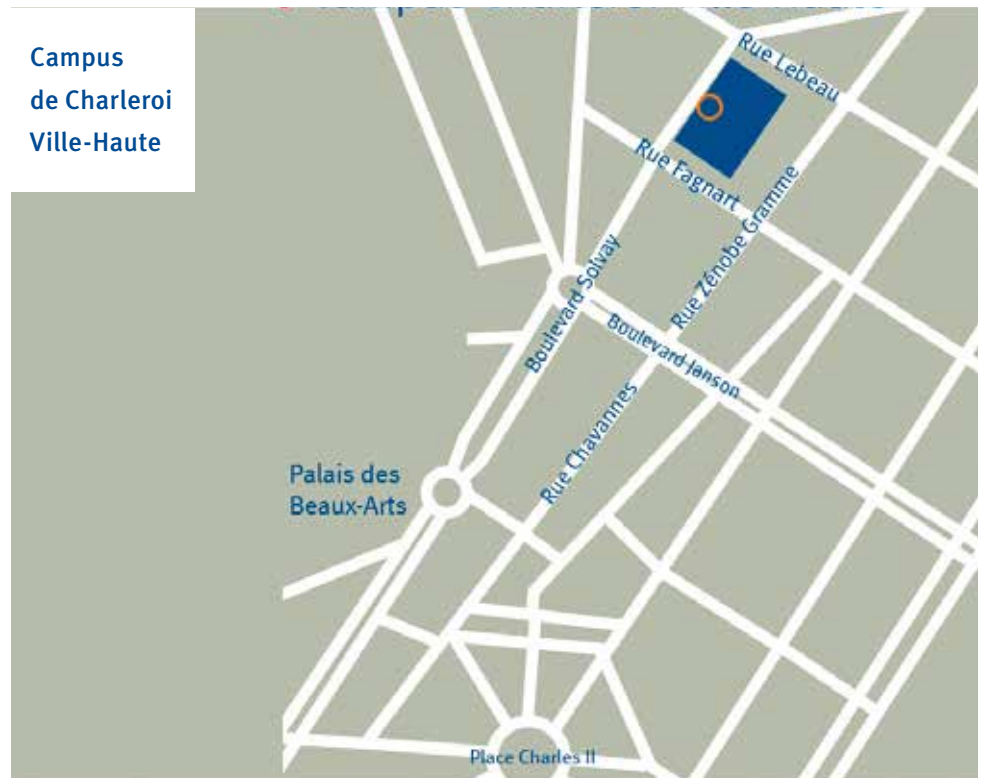 Campus
de Charleroi
Ville-Haute
Rue Lebeau
Rue Fagnart
Rue Zénobe Gramme
Boulevard Solvay
Boulevard Janson
Rue Chavannes
Palais des
Beaux-Arts
Place Charles II